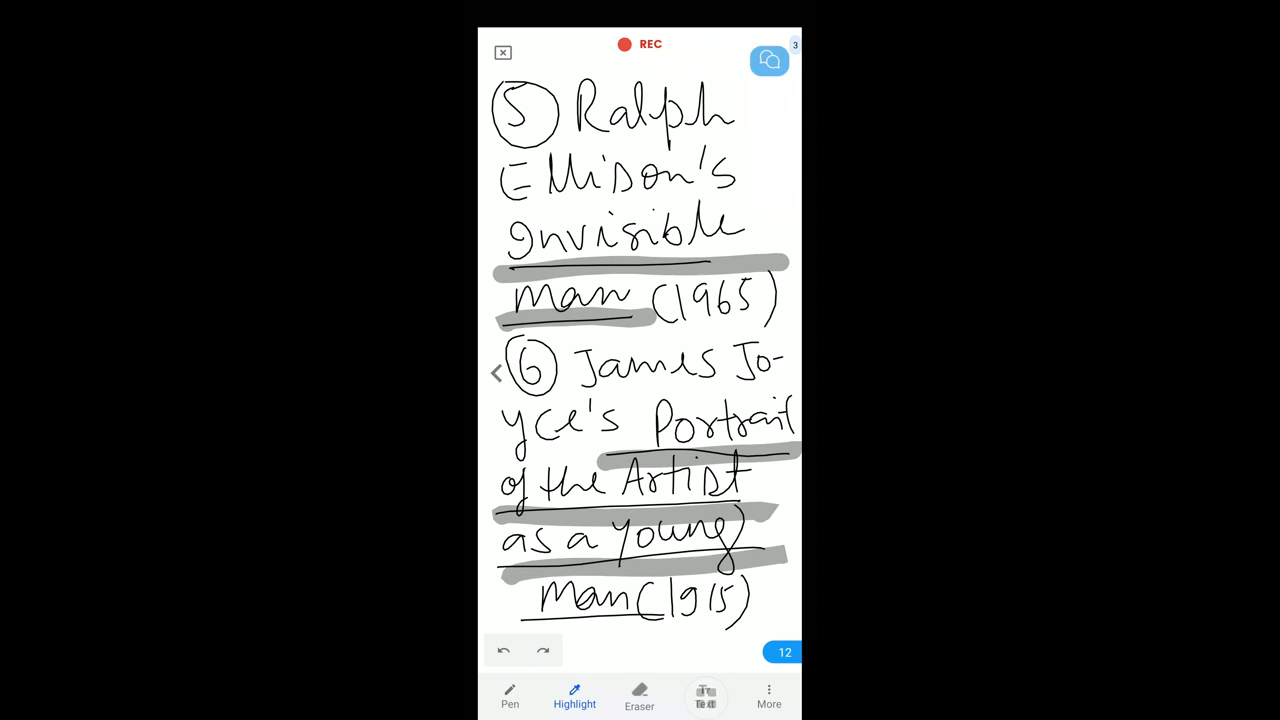 REC
3
5 Ralph
Ellison's
Invisible
Man (1965)
6 James Jo-
yce's Portrait
of the Artist
as a Young
Man (1915)
12
Pen
Highlight
Eraser
Text
More